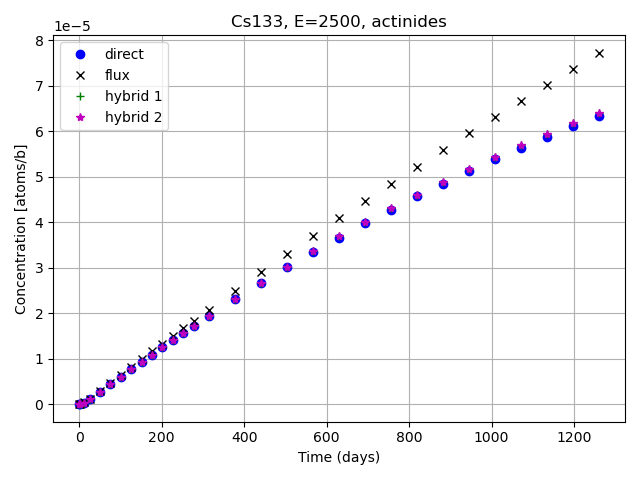 Cs133, E=2500, actinides
1e−5
8
7
6
5
4
3
2
1
0
Concentration [atoms/b]
direct
flux
hybrid 1
hybrid 2
0 200 400 600 800 1000 1200
Time (days)